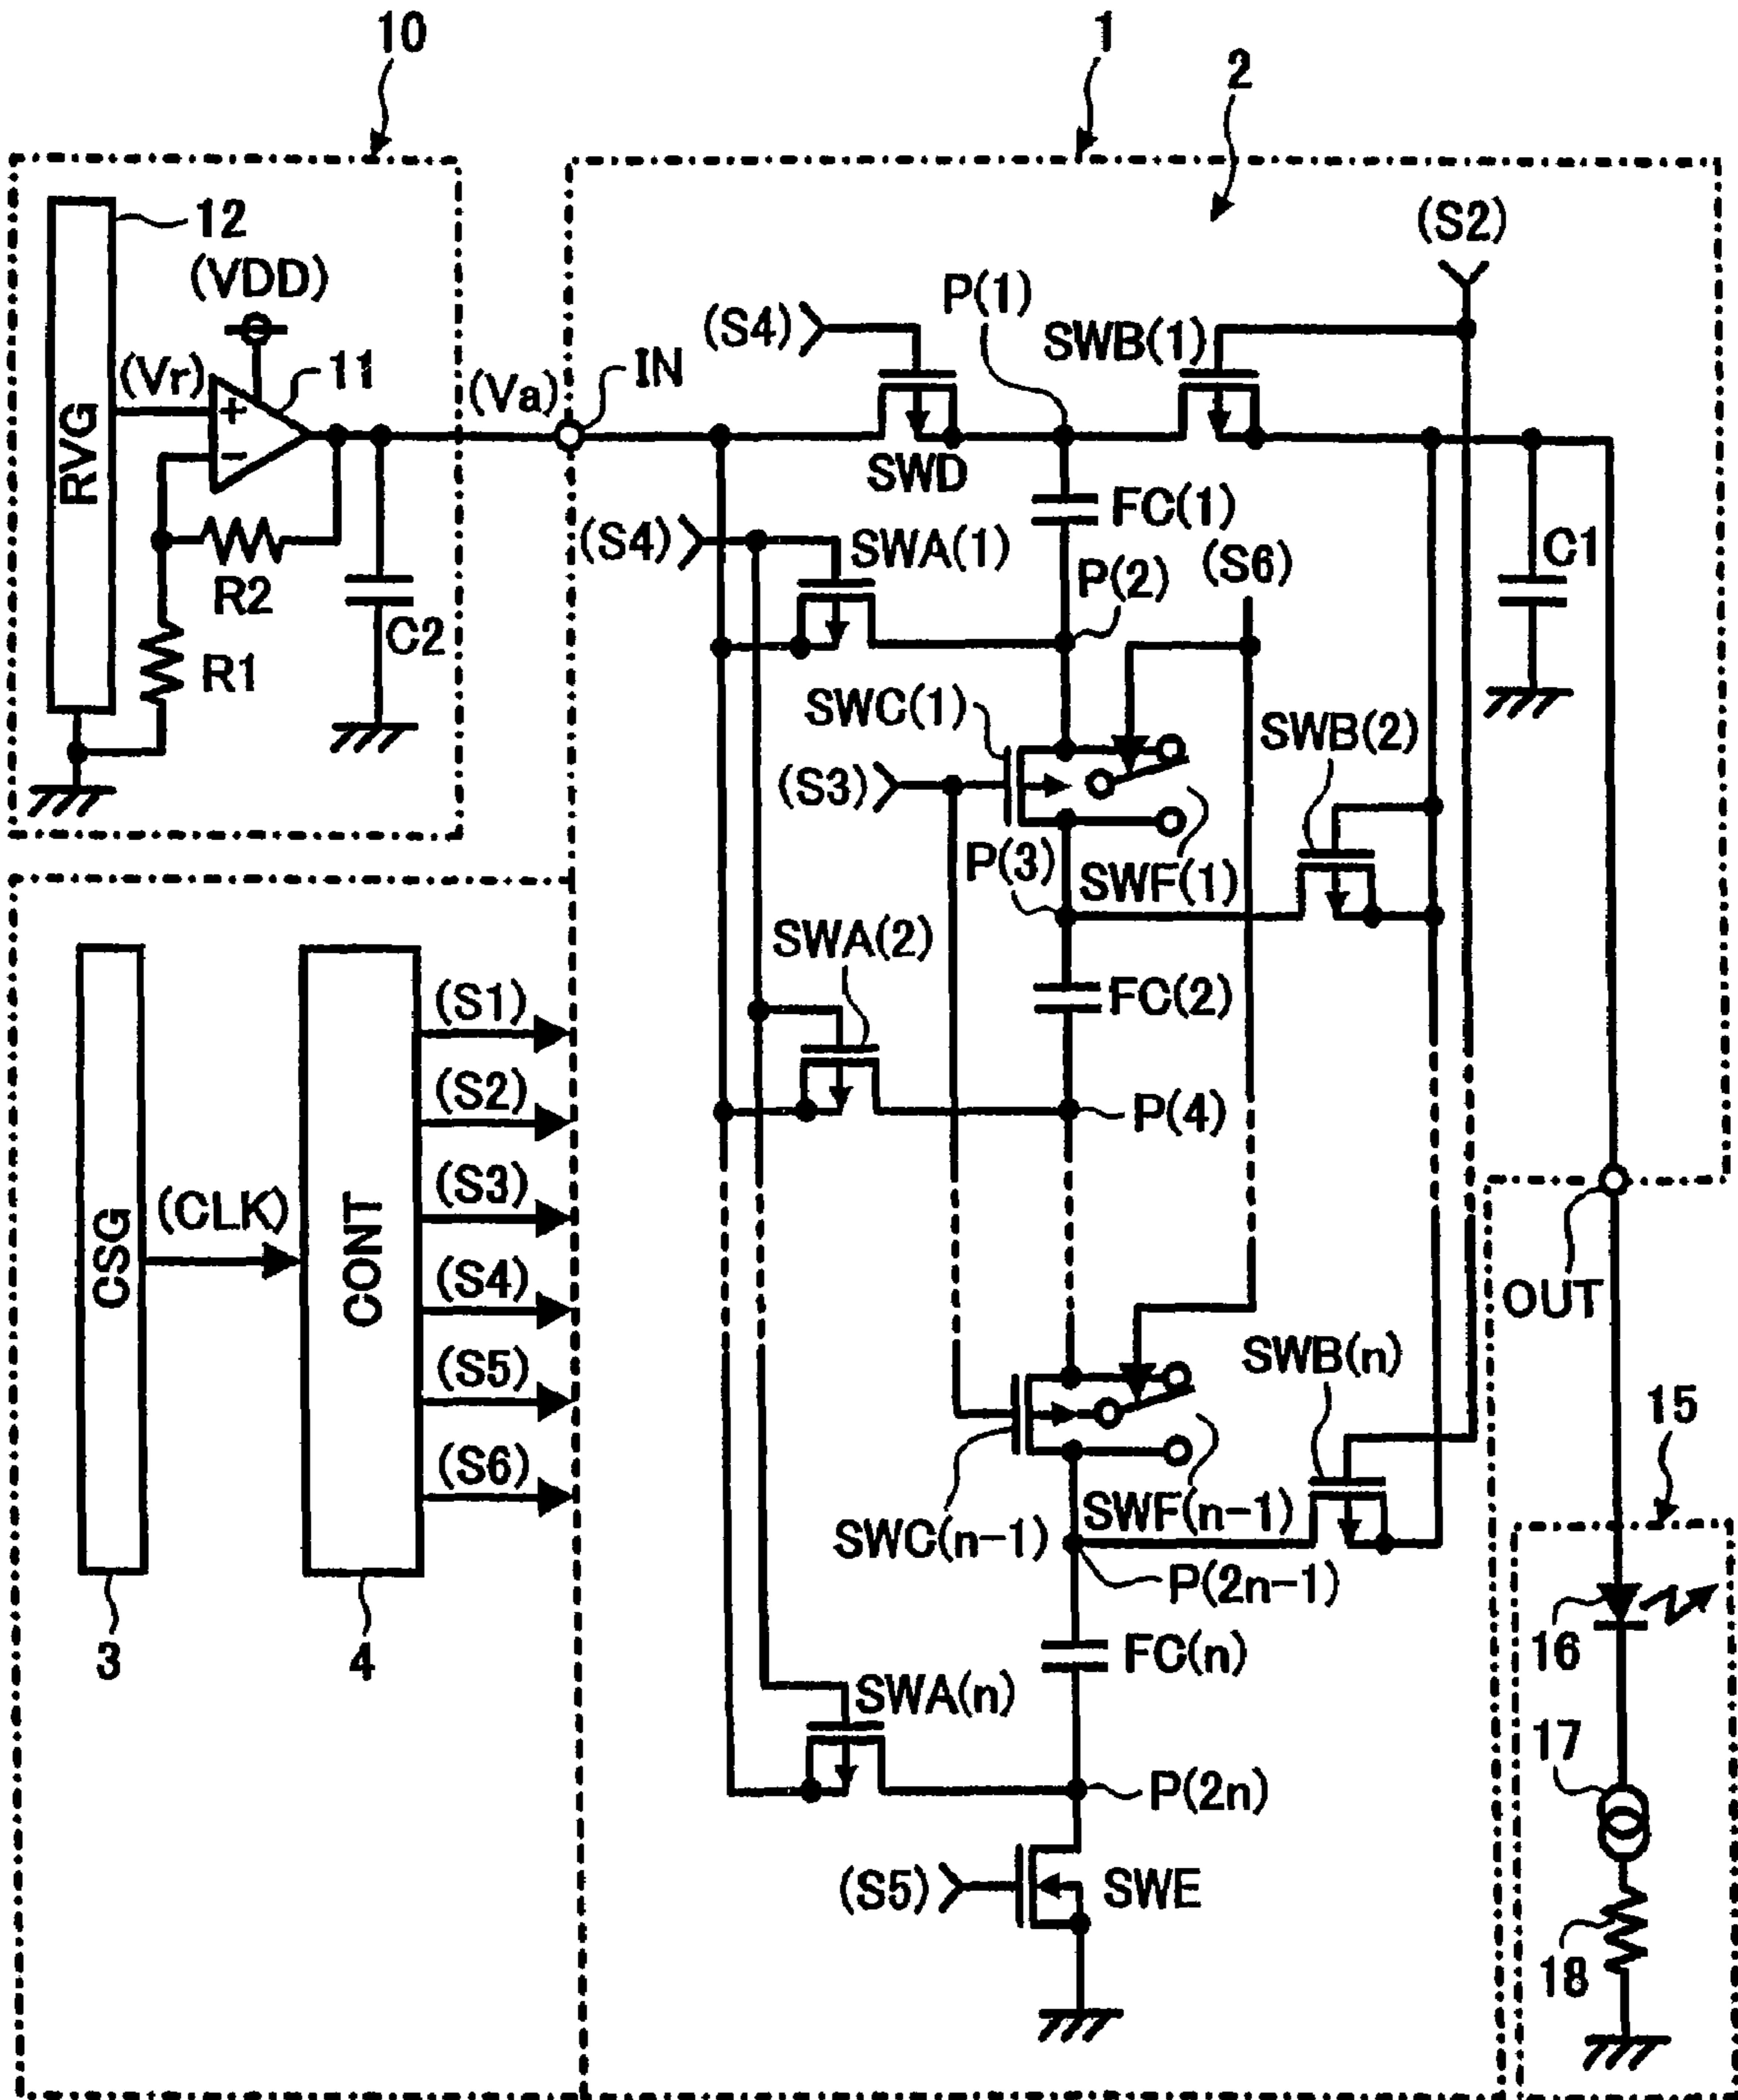 10
1
2
12
(VDD)
(S2)
P(1)
(S4)
SWB(1)
(Vr)
11
(Va)
IN
RVG
+
−
SWD
FC(1)
(S4)
SWA(1)
(S6)
C1
P(2)
R2
C2
R1
SWC(1)
SWB(2)
(S3)
P(3)
SWF(1)
SWA(2)
FC(2)
(S1)
(S2)
P(4)
(S3)
(CLK)
CSG
CONT
(S4)
OUT
(S5)
SWB(n)
15
(S6)
SWF(n-1)
SWC(n-1)
P(2n-1)
3
4
16
FC(n)
SWA(n)
17
P(2n)
(S5)
SWE
18